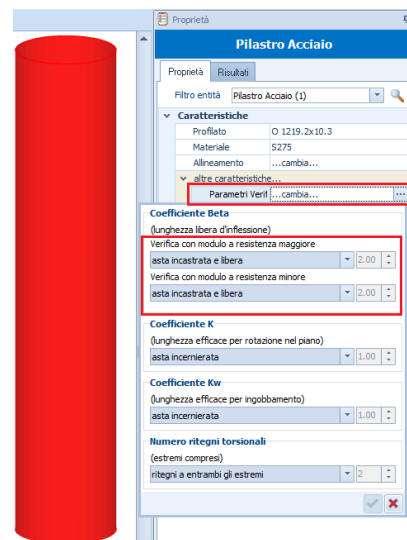 Proprietà
Pilastro Acciaio
Proprietà Risultati
Filtro entità Pilastro Acciaio (1)
Caratteristiche
Profilato O 1219.2x10.3
Materiale S275
Allineamento ...cambia...
altre caratteristiche...
Parametri Verif ...cambia... ...
Coefficiente Beta
(lunghezza libera d'inflessione)
Verifica con modulo a resistenza maggiore
asta incastrata e libera 2.00
Verifica con modulo a resistenza minore
asta incastrata e libera 2.00
Coefficiente K
(lunghezza efficace per rotazione nel piano)
asta incernierata 1.00
Coefficiente Kw
(lunghezza efficace per ingobbamento)
asta incernierata 1.00
Numero ritegni torsionali
(estremi compresi)
ritegni a entrambi gli estremi 2